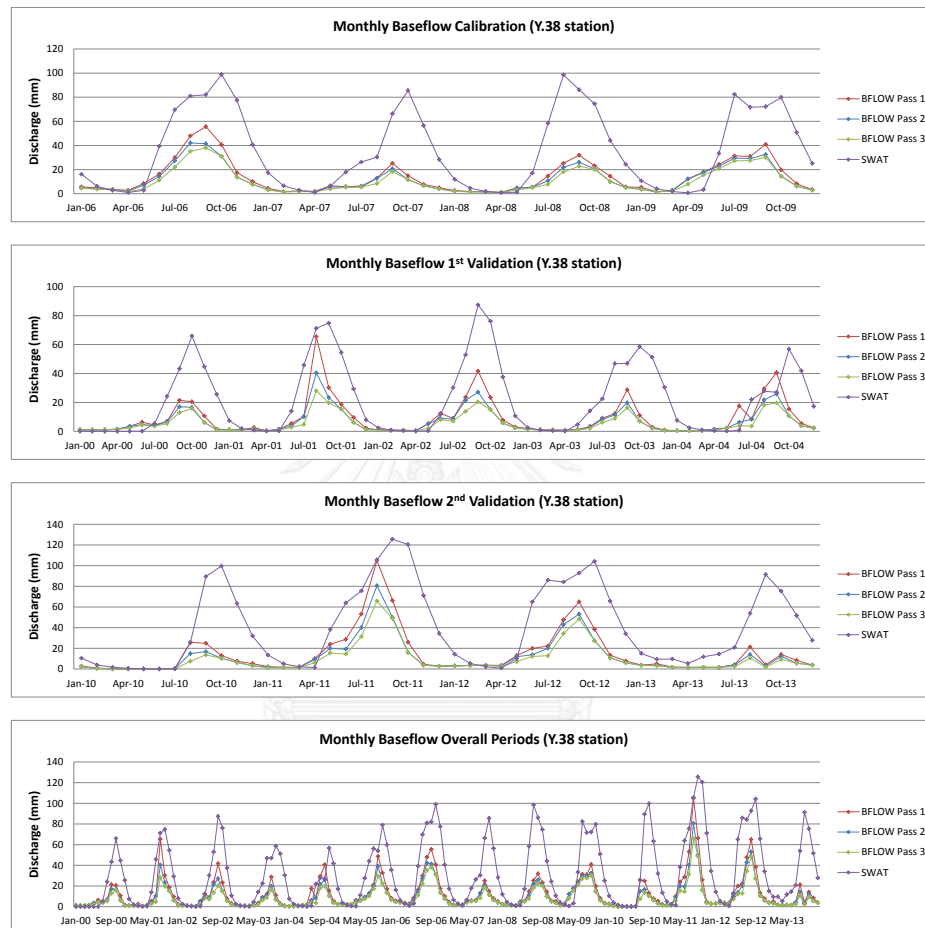 Monthly Baseflow Calibration (Y.38 station)
Discharge (mm)
120
100
80
60
40
20
0
Jan-06 Apr-06 Jul-06 Oct-06 Jan-07 Apr-07 Jul-07 Oct-07 Jan-08 Apr-08 Jul-08 Oct-08 Jan-09 Apr-09 Jul-09 Oct-09
BFLOW Pass 1
BFLOW Pass 2
BFLOW Pass 3
SWAT
Monthly Baseflow 1st Validation (Y.38 station)
Discharge (mm)
100
80
60
40
20
0
Jan-00 Apr-00 Jul-00 Oct-00 Jan-01 Apr-01 Jul-01 Oct-01 Jan-02 Apr-02 Jul-02 Oct-02 Jan-03 Apr-03 Jul-03 Oct-03 Jan-04 Apr-04 Jul-04 Oct-04
BFLOW Pass 1
BFLOW Pass 2
BFLOW Pass 3
SWAT
Monthly Baseflow 2nd Validation (Y.38 station)
Discharge (mm)
140
120
100
80
60
40
20
0
Jan-10 Apr-10 Jul-10 Oct-10 Jan-11 Apr-11 Jul-11 Oct-11 Jan-12 Apr-12 Jul-12 Oct-12 Jan-13 Apr-13 Jul-13 Oct-13
BFLOW Pass 1
BFLOW Pass 2
BFLOW Pass 3
SWAT
Monthly Baseflow Overall Periods (Y.38 station)
Discharge (mm)
140
120
100
80
60
40
20
0
Jan-00 Sep-00 May-01 Jan-02 Sep-02 May-03 Jan-04 Sep-04 May-05 Jan-06 Sep-06 May-07 Jan-08 Sep-08 May-09 Jan-10 Sep-10 May-11 Jan-12 Sep-12 May-13
BFLOW Pass 1
BFLOW Pass 2
BFLOW Pass 3
SWAT